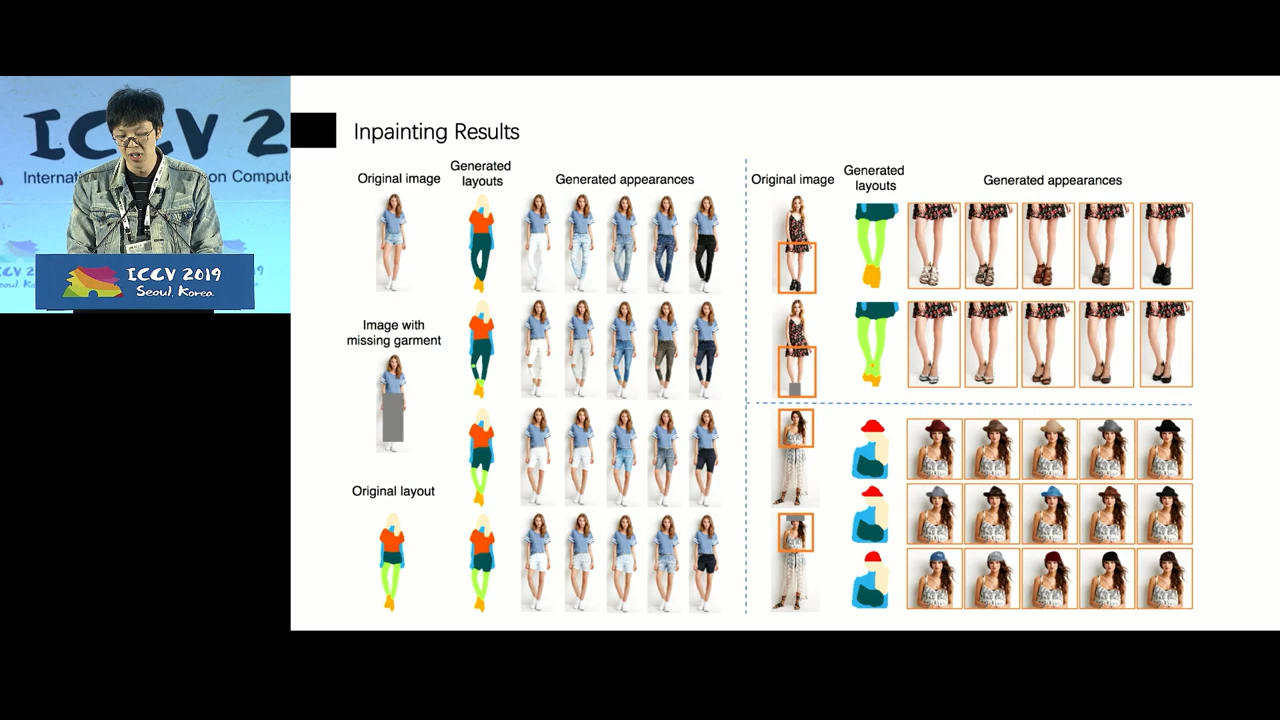 ICCV 2
Internati
on Compute
ICCV 2019
Seoul, Korea
Inpainting Results
Original image
Generated
layouts
Generated appearances
Image with
missing garment
Original layout
Original image
Generated
layouts
Generated appearances